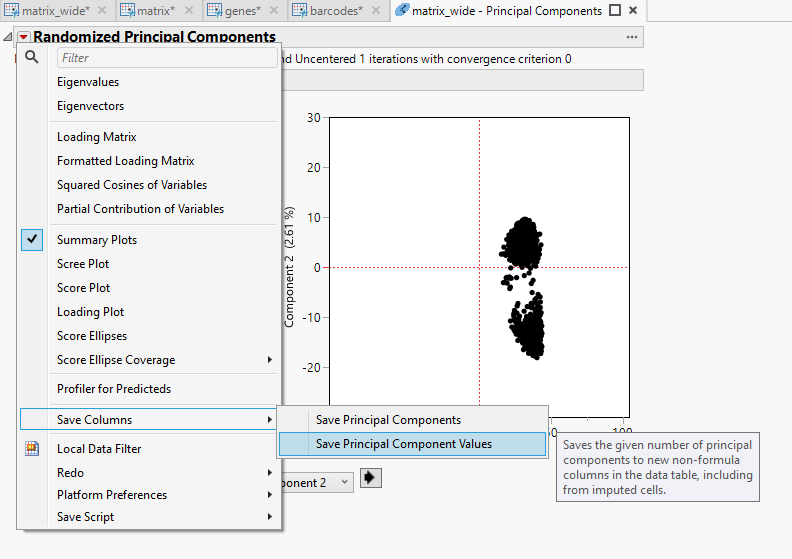 matrix_wide* matrix* genes* barcodes* matrix_wide - Principal Components
Randomized Principal Components
Filter
nd Uncentered 1 iterations with convergence criterion 0
Eigenvalues
Eigenvectors
Loading Matrix
Formatted Loading Matrix
Squared Cosines of Variables
Partial Contribution of Variables
Summary Plots
Scree Plot
Score Plot
Loading Plot
Score Ellipses
Score Ellipse Coverage
Profiler for Predicteds
Save Columns
Local Data Filter
Redo
Platform Preferences
Save Script
Component 2 (2.61 %)
30
20
10
0
-10
-20
50 100
Save Principal Components
Save Principal Component Values
Saves the given number of principal
components to new non-formula
columns in the data table, including
from imputed cells.
ponent 2